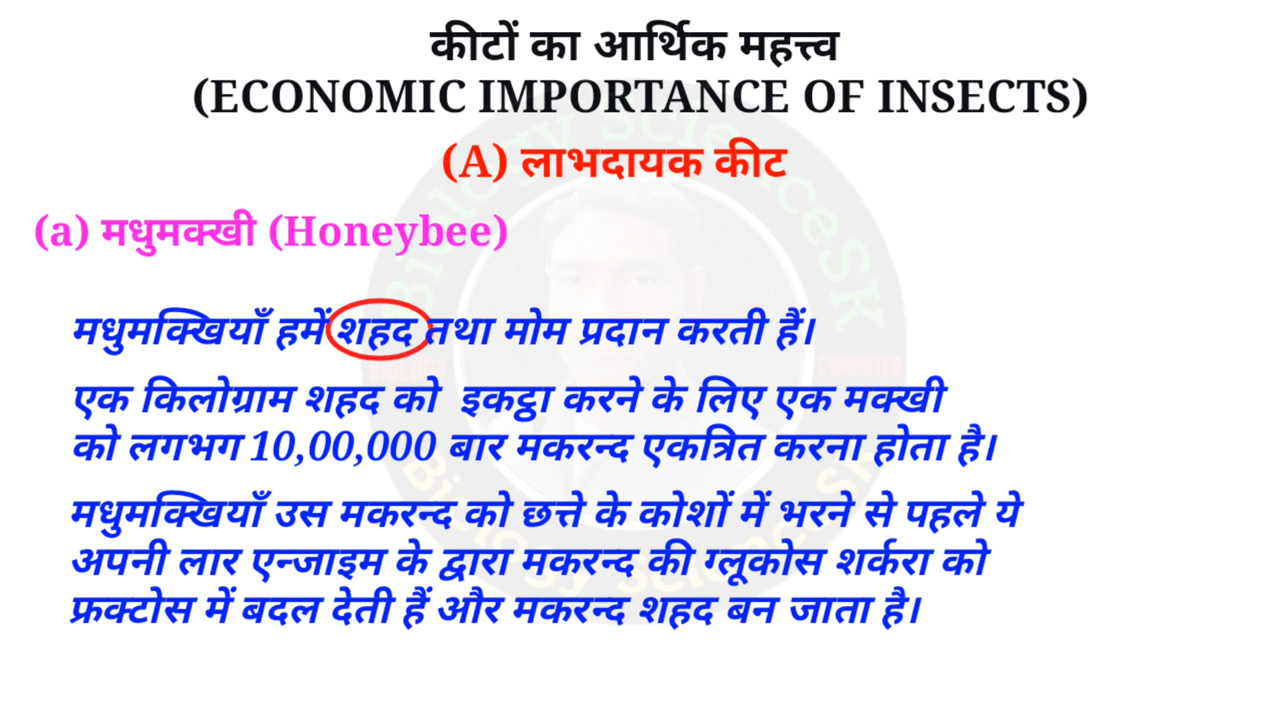 कीटों का आर्थिक महत्त्व
(ECONOMIC IMPORTANCE OF INSECTS)
(A) लाभदायक कीट
(a) मधुमक्खी (Honeybee)
मधुमक्खियाँ हमें शहद तथा मोम प्रदान करती हैं।
एक किलोग्राम शहद को इकट्ठा करने के लिए एक मक्खी
को लगभग 10,00,000 बार मकरन्द एकत्रित करना होता है।
मधुमक्खियाँ उस मकरन्द को छत्ते के कोशों में भरने से पहले ये
अपनी लार एन्जाइम के द्वारा मकरन्द की ग्लूकोस शर्करा को
फ्रक्टोस में बदल देती हैं और मकरन्द शहद बन जाता है।
Biology ScienceSK